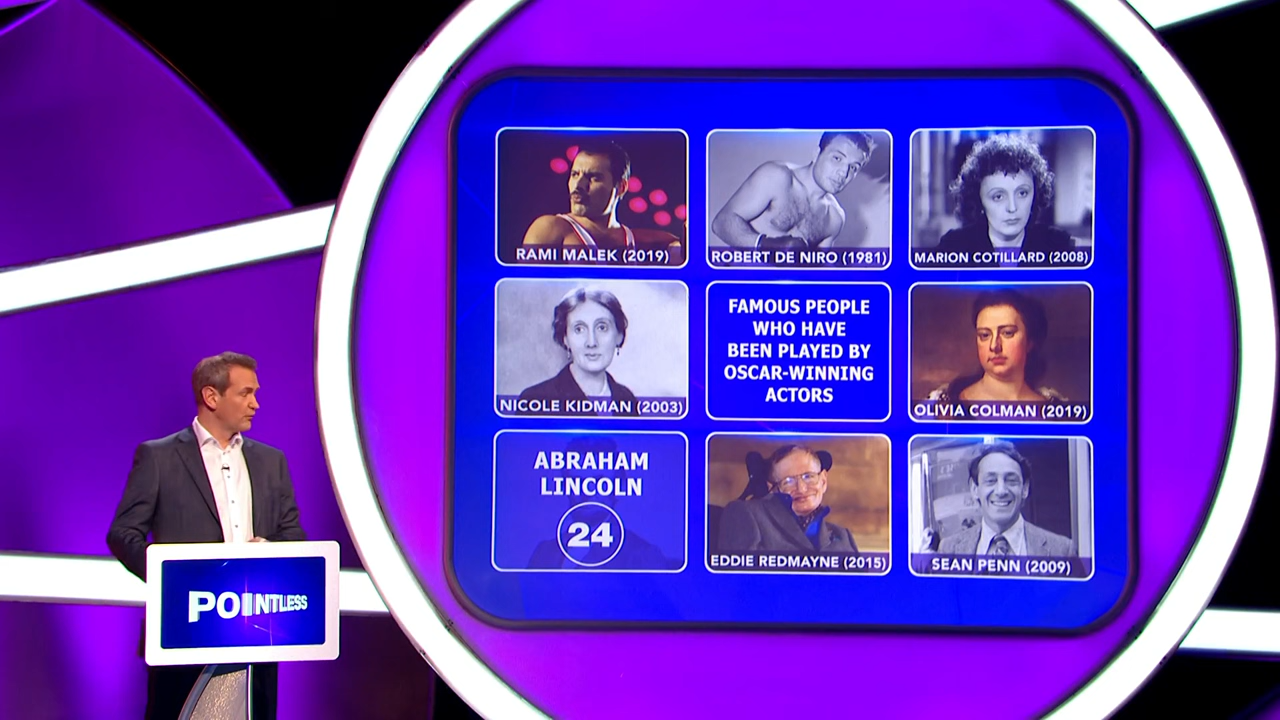 RAMI MALEK (2019)
ROBERT DE NIRO (1981)
MARION COTILLARD (2008)
NICOLE KIDMAN (2003)
FAMOUS PEOPLE
WHO HAVE
BEEN PLAYED BY
OSCAR-WINNING
ACTORS
OLIVIA COLMAN (2019)
ABRAHAM
LINCOLN
24
EDDIE REDMAYNE (2015)
SEAN PENN (2009)
POINTLESS